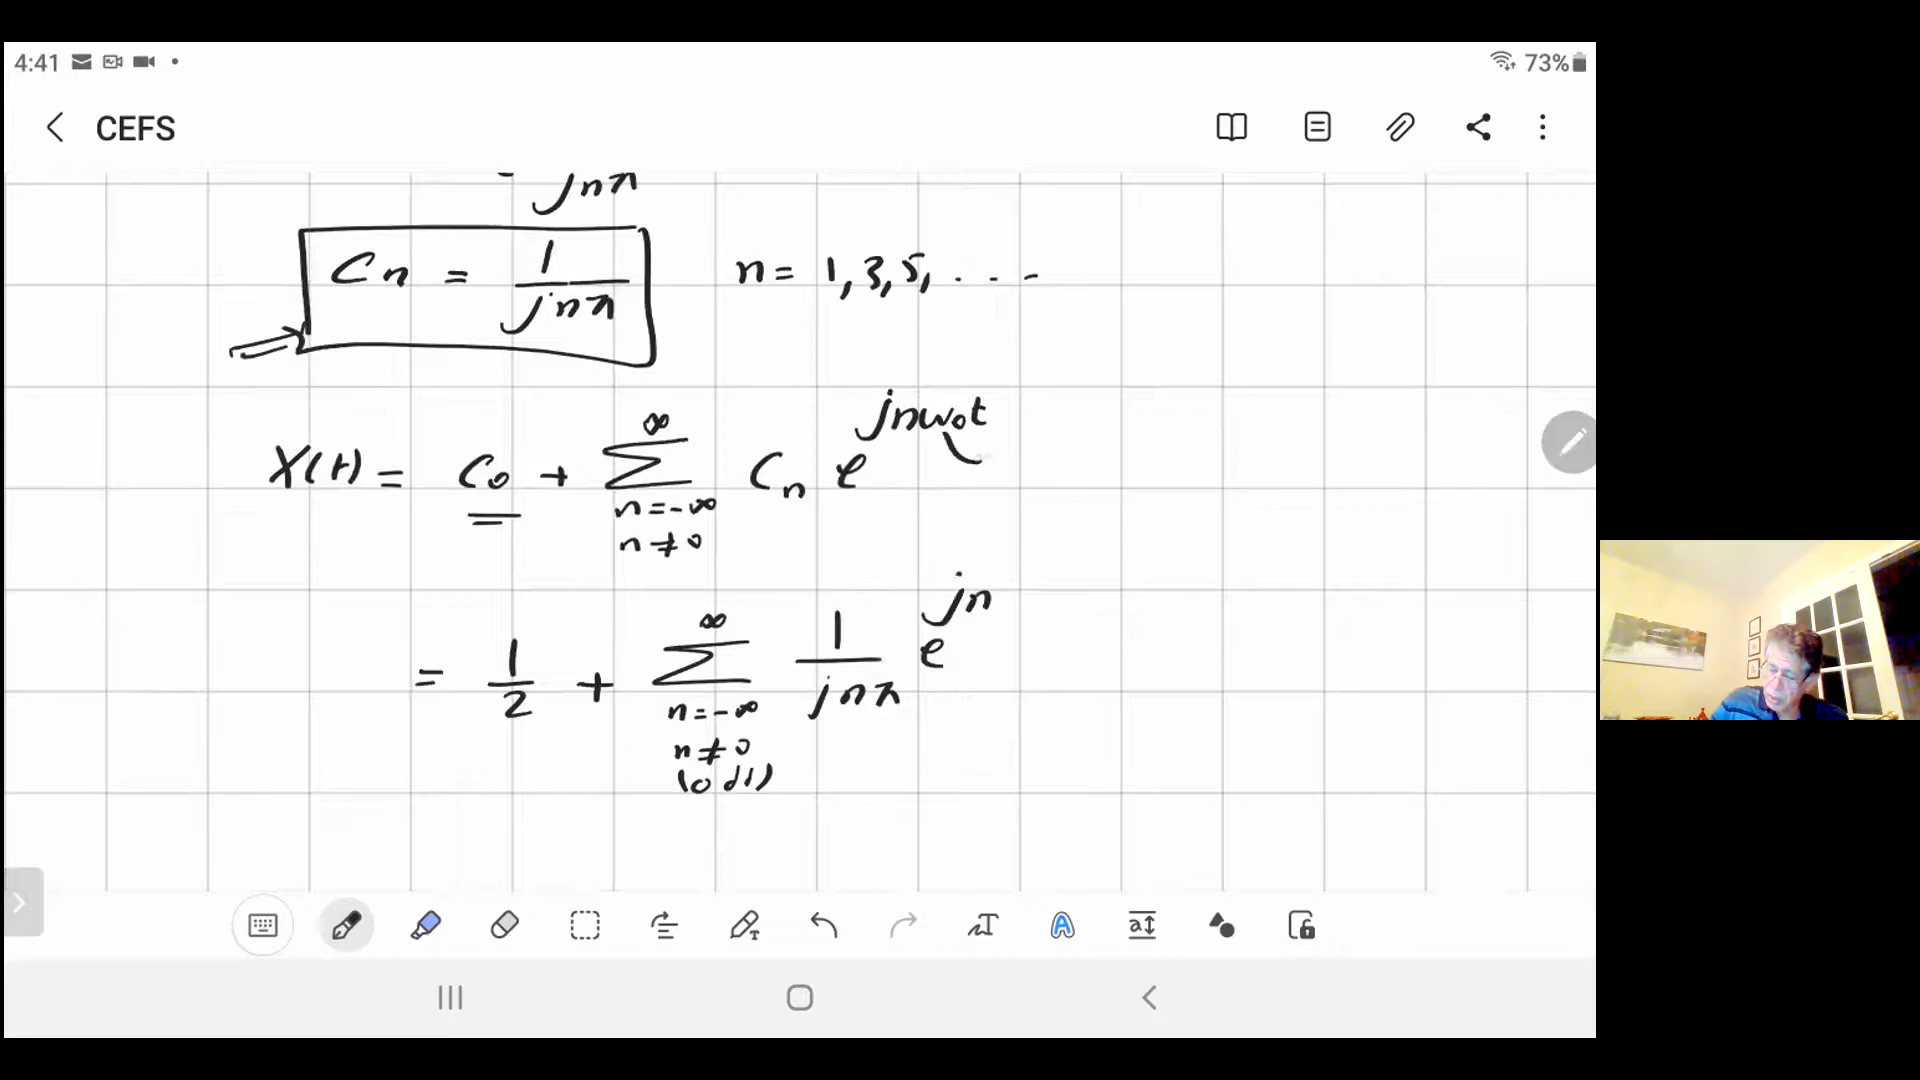 4:41 73%
CEFS
jnπ
Cn = 1/jnπ n = 1, 3, 5, . . . -
X(t) = C₀ + ∑ Cn e^jnω₀t
∞
n = -∞
n ≠ 0
= 1/2 + ∑ 1/jnπ e^jn
∞
n = -∞
n ≠ 0
(odd)